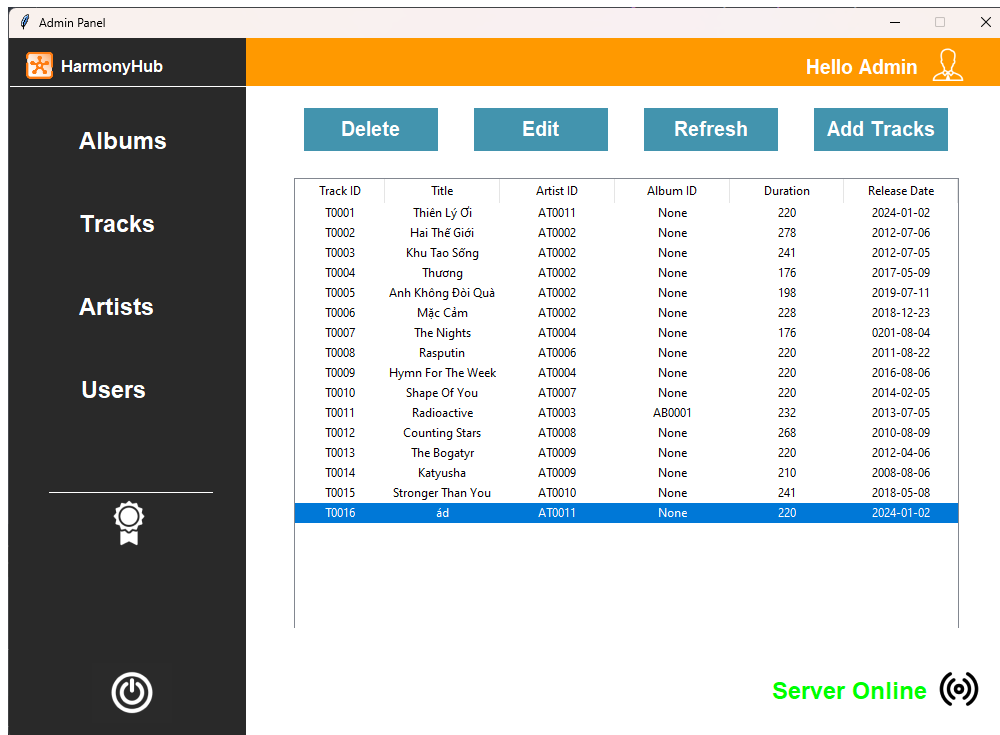 Admin Panel
HarmonyHub
Hello Admin
Albums
Tracks
Artists
Users
Delete Edit Refresh Add Tracks
Track ID Title Artist ID Album ID Duration Release Date
T0001 Thiên Lý Ơi AT0011 None 220 2024-01-02
T0002 Hai Thế Giới AT0002 None 278 2012-07-06
T0003 Khu Tao Sống AT0002 None 241 2012-07-05
T0004 Thương AT0002 None 176 2017-05-09
T0005 Anh Không Đòi Quà AT0002 None 198 2019-07-11
T0006 Mặc Cảm AT0002 None 228 2018-12-23
T0007 The Nights AT0004 None 176 0201-08-04
T0008 Rasputin AT0006 None 220 2011-08-22
T0009 Hymn For The Week AT0004 None 220 2016-08-06
T0010 Shape Of You AT0007 None 220 2014-02-05
T0011 Radioactive AT0003 AB0001 232 2013-07-05
T0012 Counting Stars AT0008 None 268 2010-08-09
T0013 The Bogatyr AT0009 None 220 2012-04-06
T0014 Katyusha AT0009 None 210 2008-08-06
T0015 Stronger Than You AT0010 None 241 2018-05-08
T0016 ád AT0011 None 220 2024-01-02
Server Online